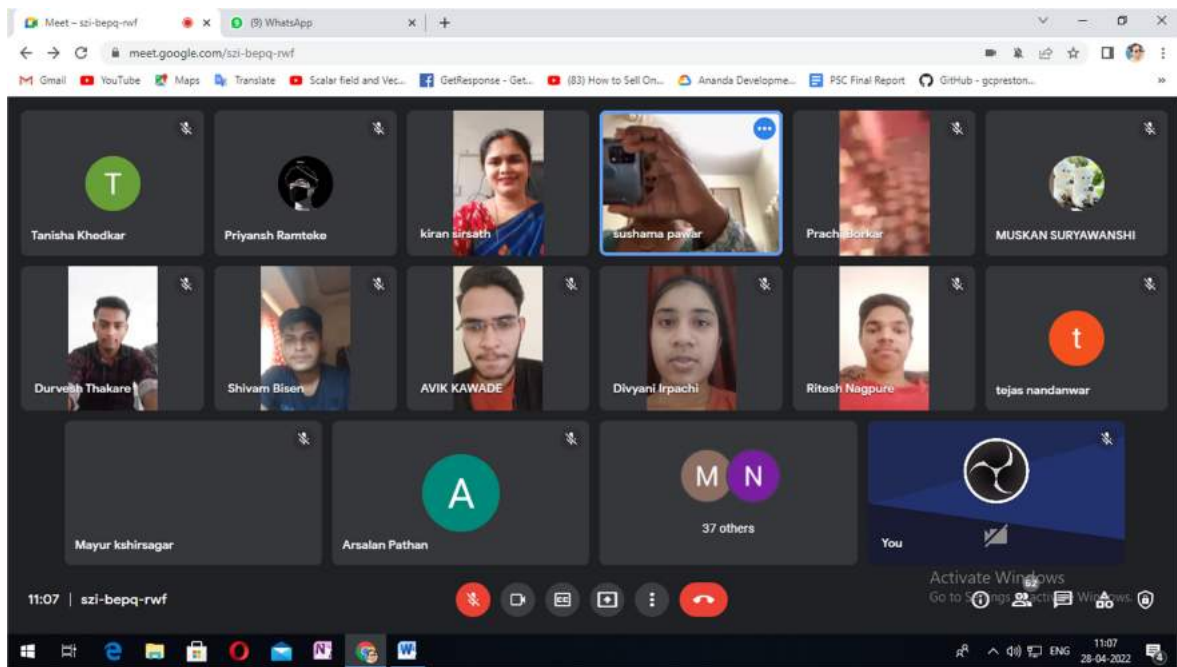 Meet – szi-bepq-rwf
(9) WhatsApp
meet.google.com/szi-bepq-rwf
Gmail YouTube Maps Translate Scalar field and Vec... GetResponse - Get... (83) How to Sell On... Ananda Developme... PSC Final Report GitHub - gcpreston...
T
Tanisha Khedkar
Priyansh Ramteke
kiran sirsath
sushama pawar
Prachi Borkar
MUSKAN SURYAWANSHI
Durvesh Thakare
Shivam Bisen
AVIK KAWADE
Divyani Irpachi
Ritesh Nagpure
t
tejas nandanwar
Mayur kshirsagar
A
Arsalan Pathan
M N
37 others
You
Activate Windows
Go to Settings to activate Windows.
62
11:07 | szi-bepq-rwf
CC
ENG
11:07
28-04-2022
4